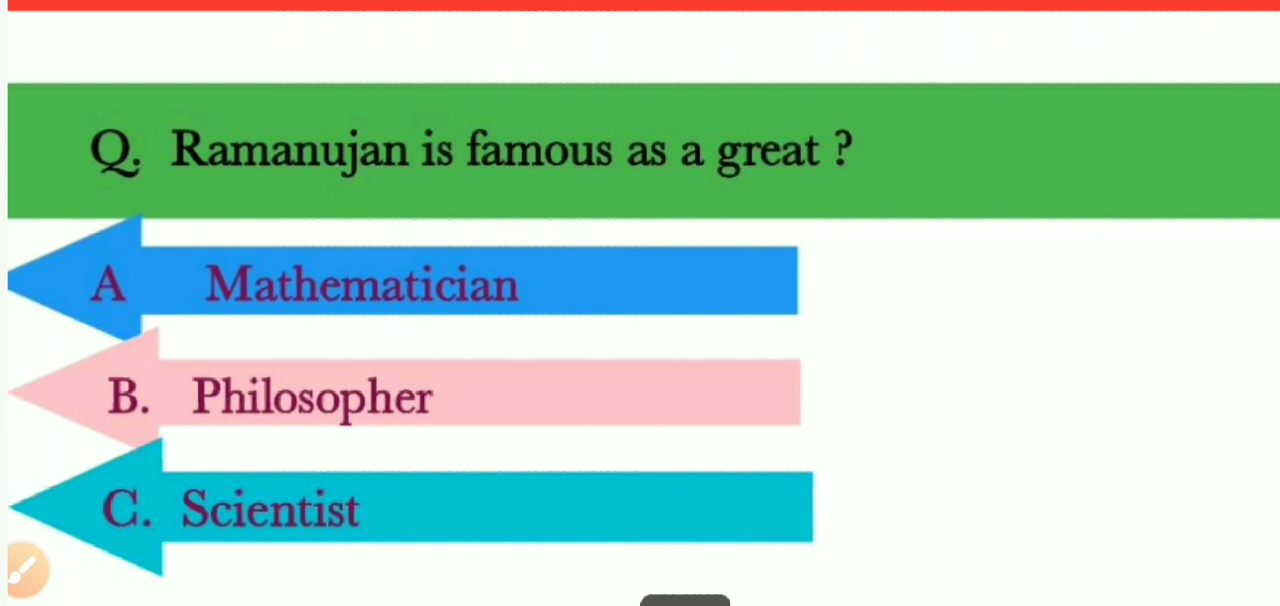 Q. Ramanujan is famous as a great ?
A Mathematician
B. Philosopher
C. Scientist